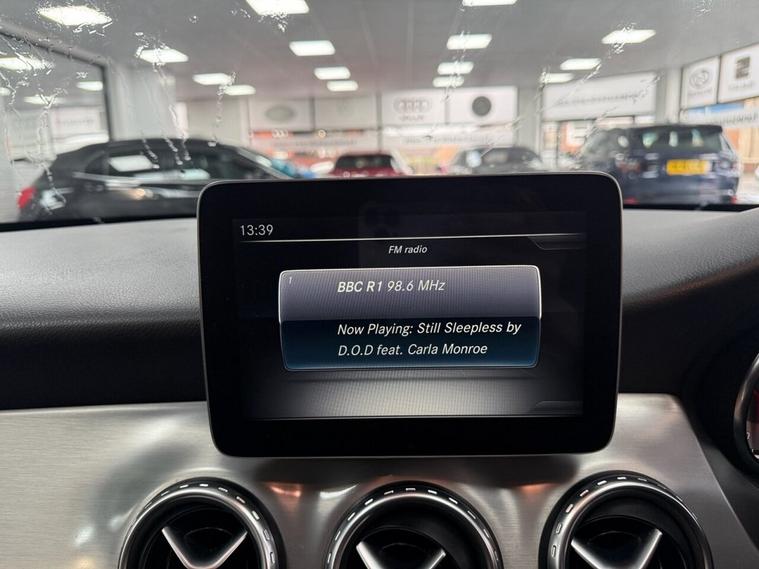 13:39
FM radio
1
BBC R1 98.6 MHz
Now Playing: Still Sleepless by
D.O.D feat. Carla Monroe